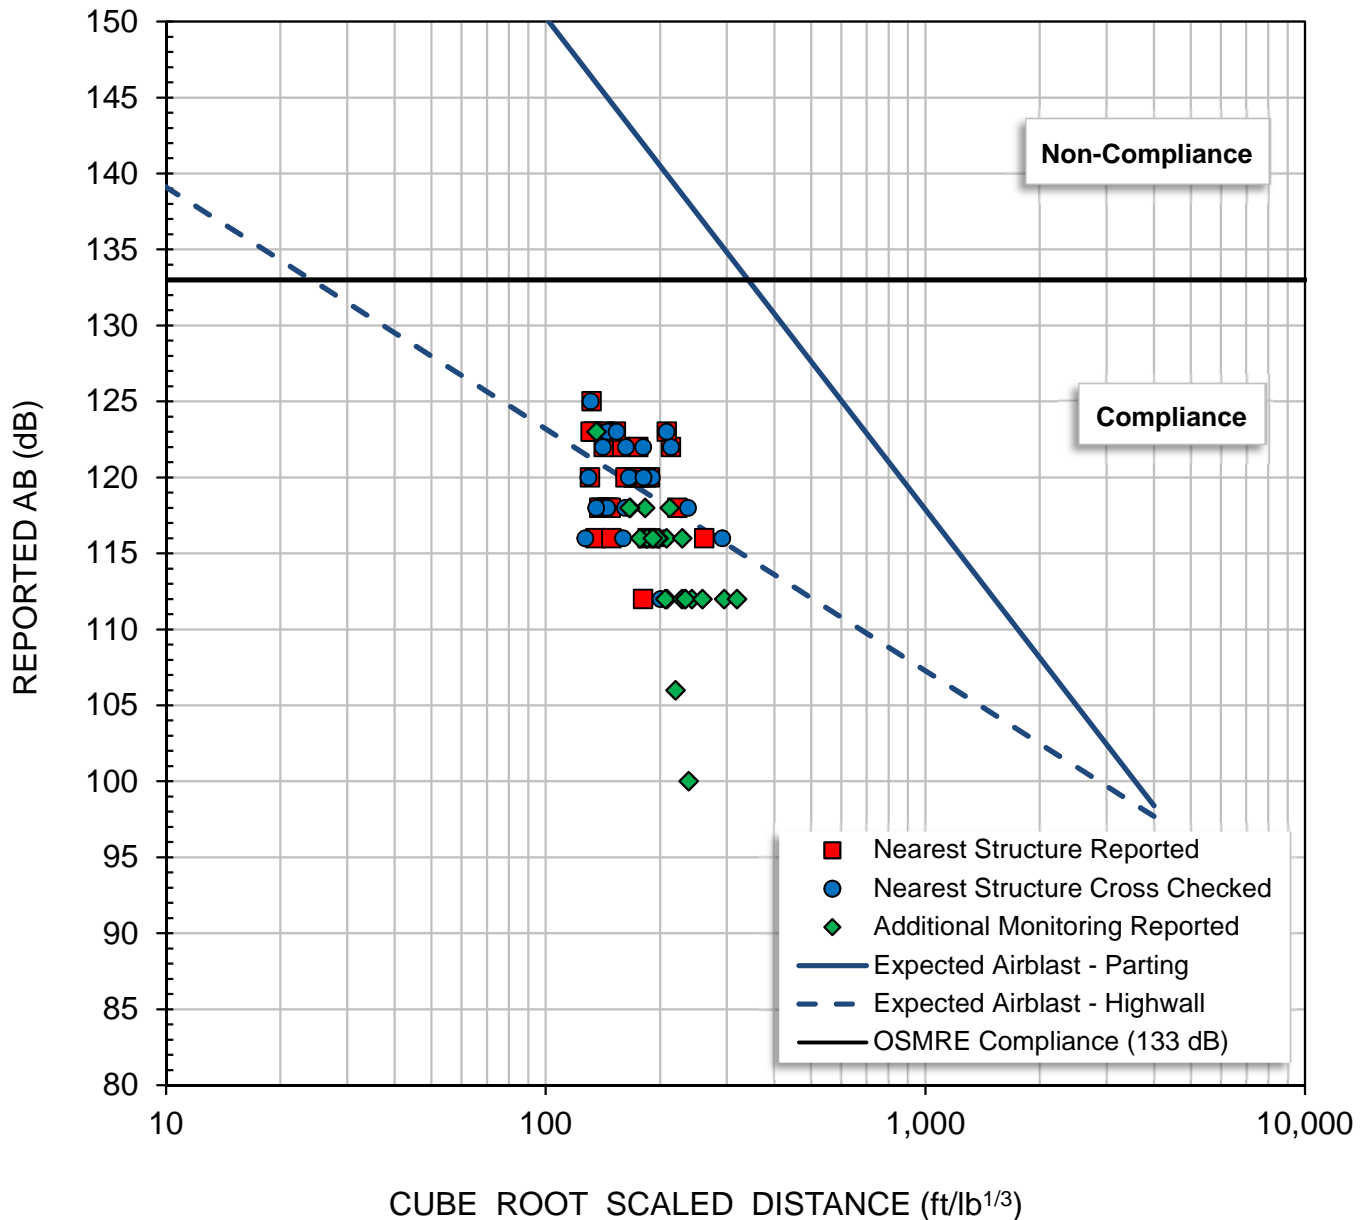 150
145
140
135
130
125
120
115
110
105
100
95
90
85
80
REPORTED AB (dB)
Non-Compliance
Compliance
Nearest Structure Reported
Nearest Structure Cross Checked
Additional Monitoring Reported
Expected Airblast - Parting
Expected Airblast - Highwall
OSMRE Compliance (133 dB)
10 100 1,000 10,000
CUBE ROOT SCALED DISTANCE (ft/lb1/3)